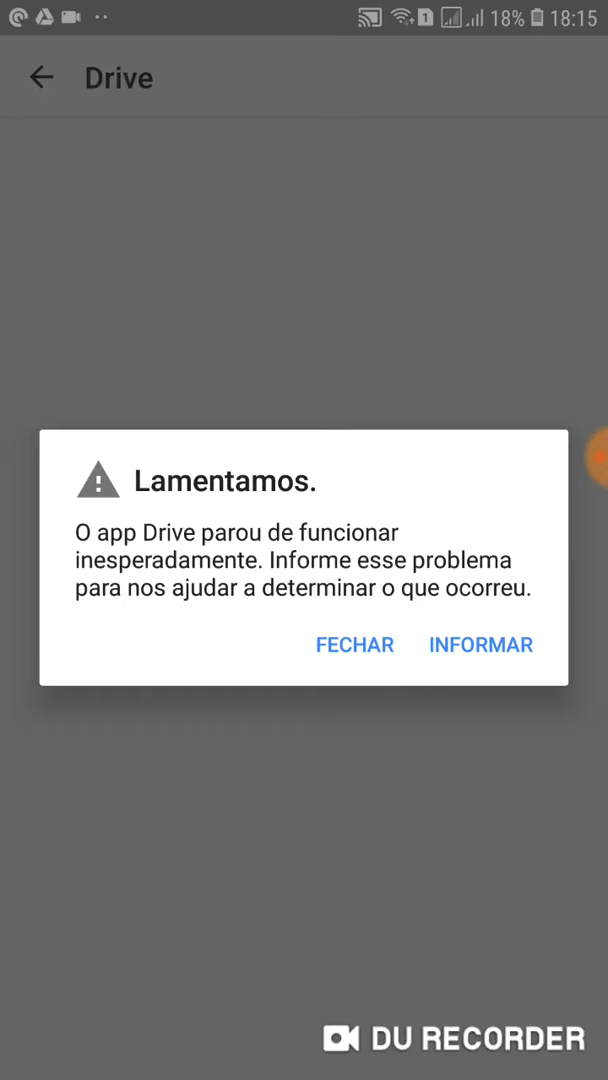 1 18% 18:15
Drive
Lamentamos.
O app Drive parou de funcionar
inesperadamente. Informe esse problema
para nos ajudar a determinar o que ocorreu.
FECHAR INFORMAR
DU RECORDER